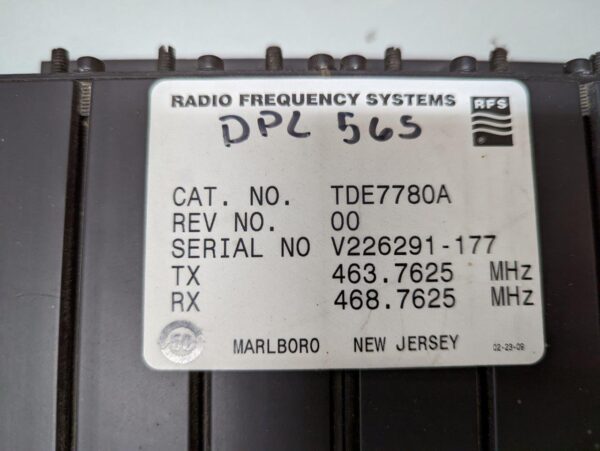 RADIO FREQUENCY SYSTEMS RFS
DPL 565
CAT. NO. TDE7780A
REV NO. 00
SERIAL NO V226291-177
TX 463.7625 MHz
RX 468.7625 MHz
MARLBORO NEW JERSEY 02-23-09